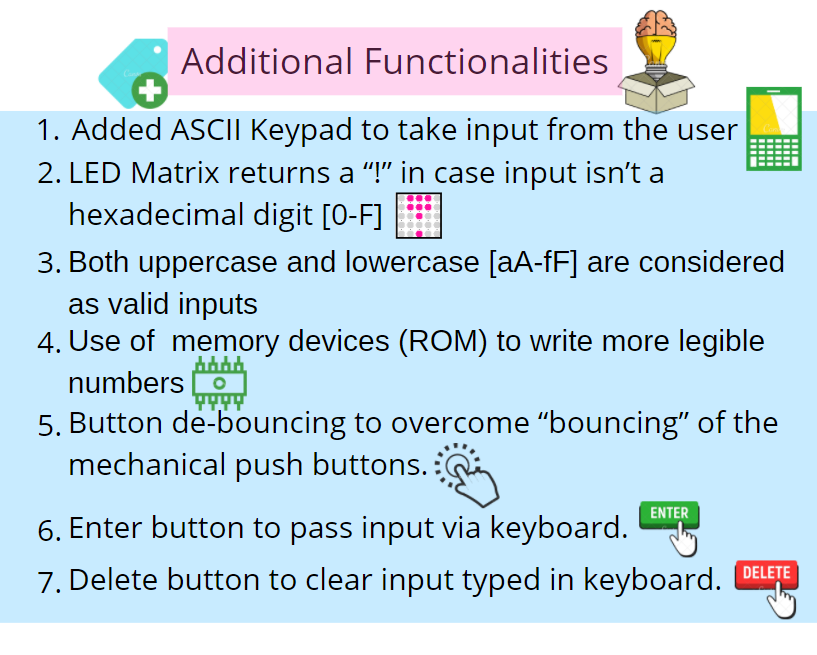 Additional Functionalities
1. Added ASCII Keypad to take input from the user
2. LED Matrix returns a “!” in case input isn’t a
hexadecimal digit [0-F]
3. Both uppercase and lowercase [aA-fF] are considered
as valid inputs
4. Use of  memory devices (ROM) to write more legible
numbers
5. Button de-bouncing to overcome “bouncing” of the
mechanical push buttons.
6. Enter button to pass input via keyboard.
ENTER
7. Delete button to clear input typed in keyboard.
DELETE